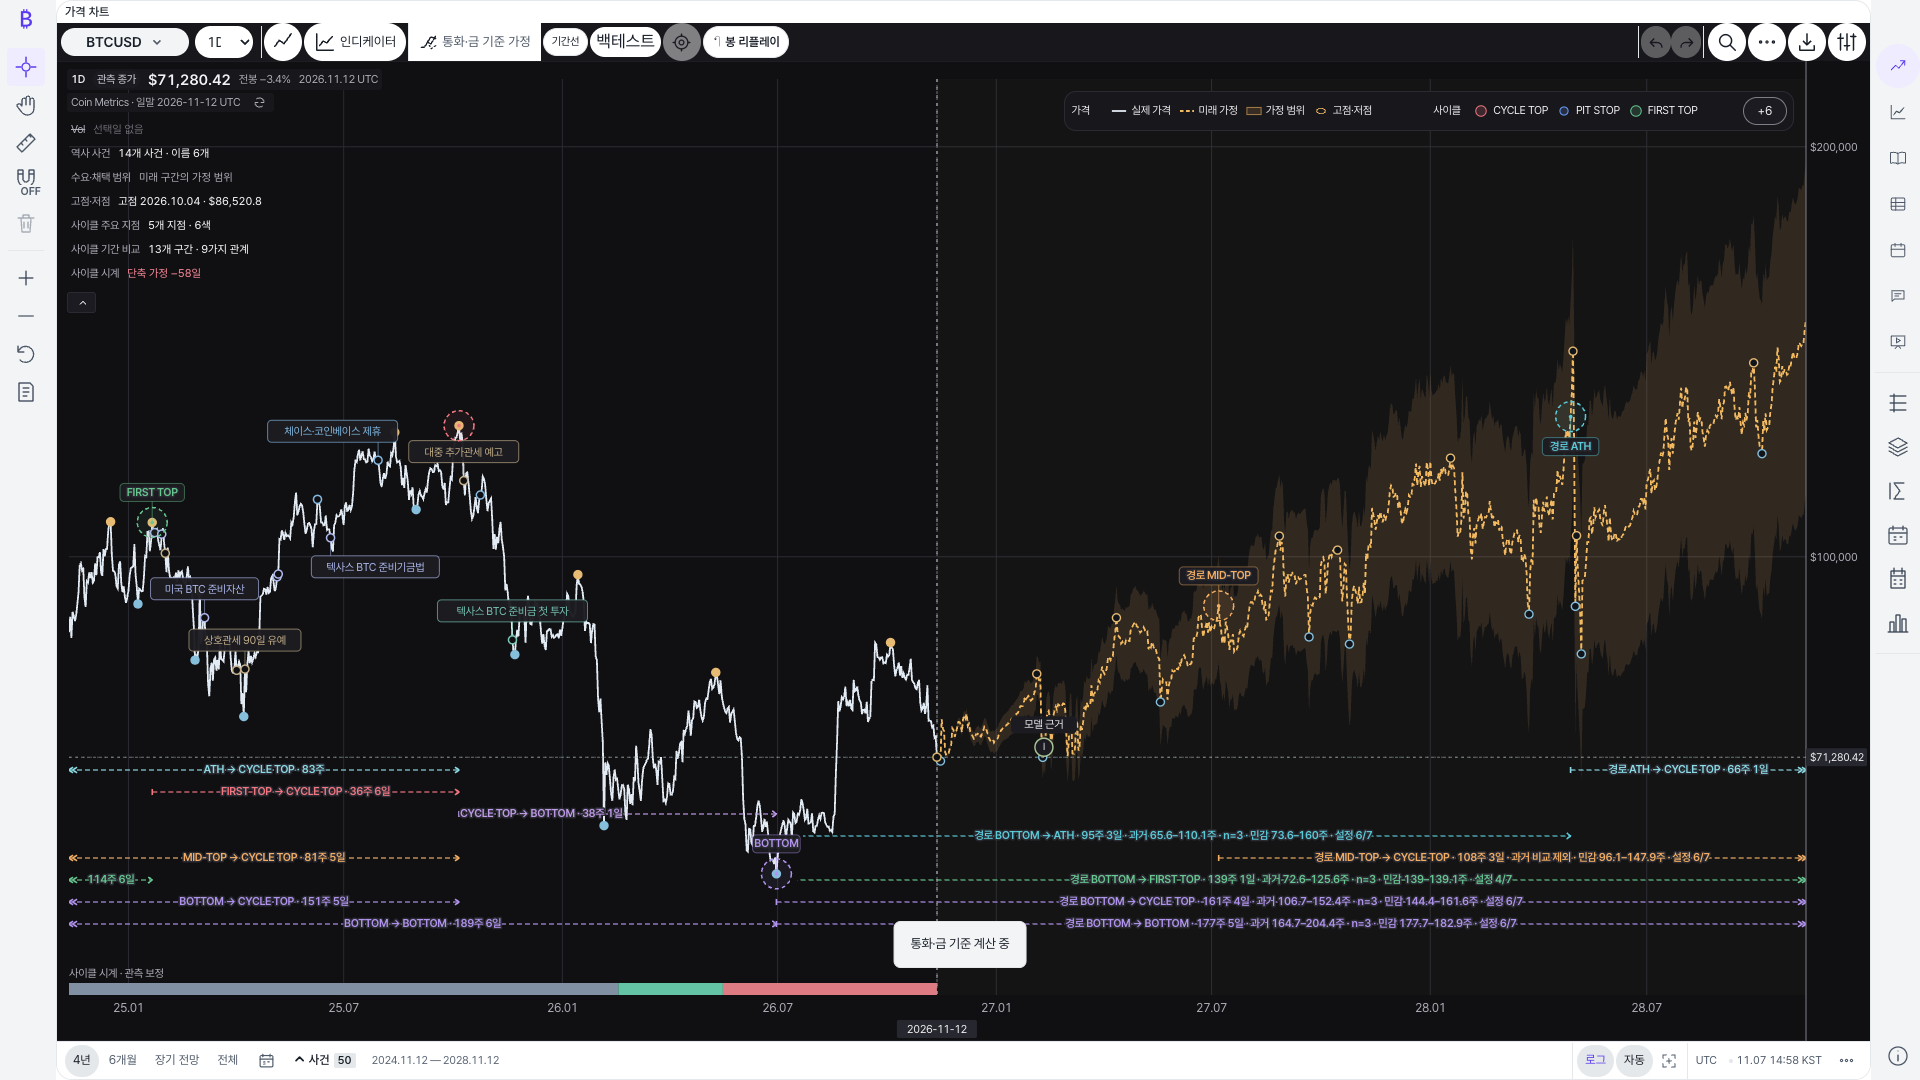 가격 차트
BTCUSD
인디케이터
통화·금 기준 가정
기간선
백테스트
봉 리플레이
1D 관측 종가 $71,280.42 전봉 −3.4% 2026.11.12 UTC
Coin Metrics · 일말 2026-11-12 UTC
Vol 선택일 없음
역사 사건 14개 사건 · 이름 6개
수요·채택 범위 미래 구간의 가정 범위
고점·저점 고점 2026.10.04 · $86,520.8
사이클 주요 지점 5개 지점 · 6색
사이클 기간 비교 13개 구간 · 9가지 관계
사이클 시계 단축 가정 −58일
OFF
가격 실제 가격 미래 가정 가정 범위 고점·저점 사이클 CYCLE TOP PIT STOP FIRST TOP +6
$200,000
체이스·코인베이스 제휴
대중 추가관세 예고
경로 ATH
FIRST TOP
$100,000
텍사스 BTC 준비기금법
경로 MID-TOP
미국 BTC 준비자산
텍사스 BTC 준비금 첫 투자
상호관세 90일 유예
모델 근거
$71,280.42
ATH → CYCLE TOP · 83주
경로 ATH → CYCLE TOP · 66주 1일
FIRST TOP → CYCLE TOP · 36주 6일
CYCLE TOP → BOTTOM · 38주 1일
경로 BOTTOM → ATH · 95주 3일 · 과거 65.6–110.1주 · n=3 · 민감 73.6–160주 · 설정 6/7
BOTTOM
MID-TOP → CYCLE TOP · 81주 5일
경로 MID-TOP → CYCLE TOP · 108주 3일 · 과거 비교 제외 · 민감 96.1–147.9주 · 설정 6/7
114주 6일
경로 BOTTOM → FIRST TOP · 139주 1일 · 과거 72.6–125.6주 · n=3 · 민감 139–139.1주 · 설정 4/7
BOTTOM → CYCLE TOP · 151주 5일
경로 BOTTOM → CYCLE TOP · 161주 4일 · 과거 106.7–152.4주 · n=3 · 민감 144.4–161.6주 · 설정 6/7
BOTTOM → BOTTOM · 189주 6일
경로 BOTTOM → BOTTOM · 177주 5일 · 과거 164.7–204.4주 · n=3 · 민감 177.7–182.9주 · 설정 6/7
통화·금 기준 계산 중
사이클 시계 · 관측 보정
25.01 25.07 26.01 26.07 27.01 27.07 28.01 28.07
2026-11-12
4년 6개월 장기 전망 전체 사건 50 2024.11.12 — 2028.11.12
로그 자동 UTC 11.07 14:58 KST